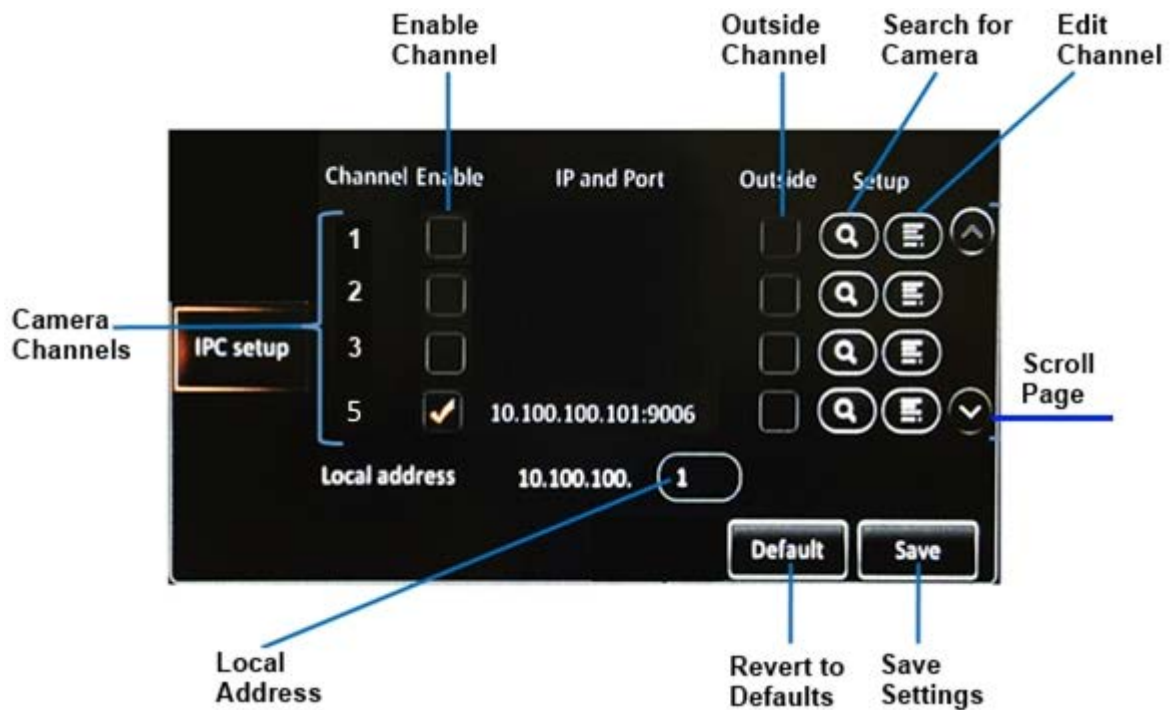 Enable
Channel
Outside
Channel
Search for
Camera
Edit
Channel
Channel Enable IP and Port Outside Setup
1
2
3
5 10.100.100.101:9006
Camera
Channels
IPC setup
Scroll
Page
Local address 10.100.100. 1
Default Save
Local
Address
Revert to
Defaults
Save
Settings